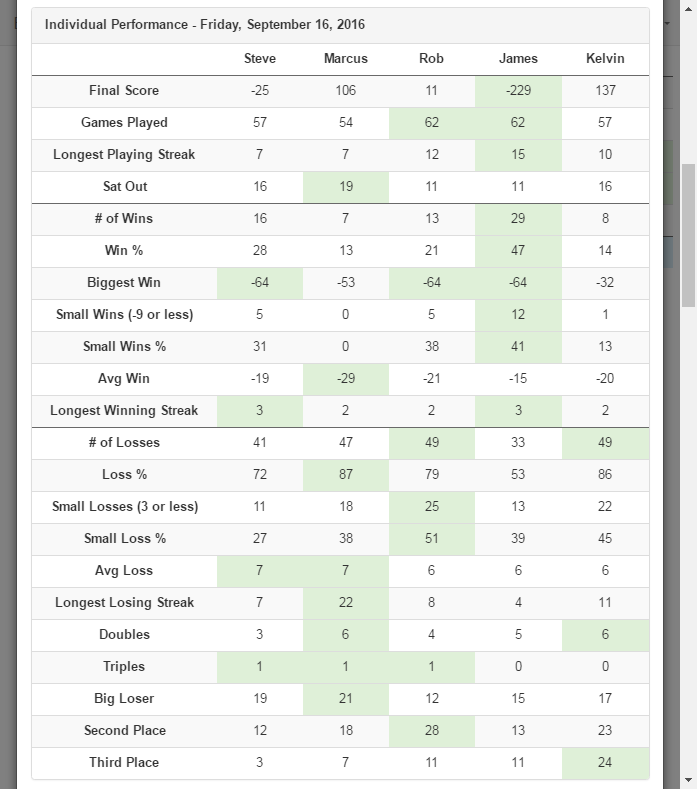 Individual Performance - Friday, September 16, 2016
Steve Marcus Rob James Kelvin
Final Score -25 106 11 -229 137
Games Played 57 54 62 62 57
Longest Playing Streak 7 7 12 15 10
Sat Out 16 19 11 11 16
# of Wins 16 7 13 29 8
Win % 28 13 21 47 14
Biggest Win -64 -53 -64 -64 -32
Small Wins (-9 or less) 5 0 5 12 1
Small Wins % 31 0 38 41 13
Avg Win -19 -29 -21 -15 -20
Longest Winning Streak 3 2 2 3 2
# of Losses 41 47 49 33 49
Loss % 72 87 79 53 86
Small Losses (3 or less) 11 18 25 13 22
Small Loss % 27 38 51 39 45
Avg Loss 7 7 6 6 6
Longest Losing Streak 7 22 8 4 11
Doubles 3 6 4 5 6
Triples 1 1 1 0 0
Big Loser 19 21 12 15 17
Second Place 12 18 28 13 23
Third Place 3 7 11 11 24